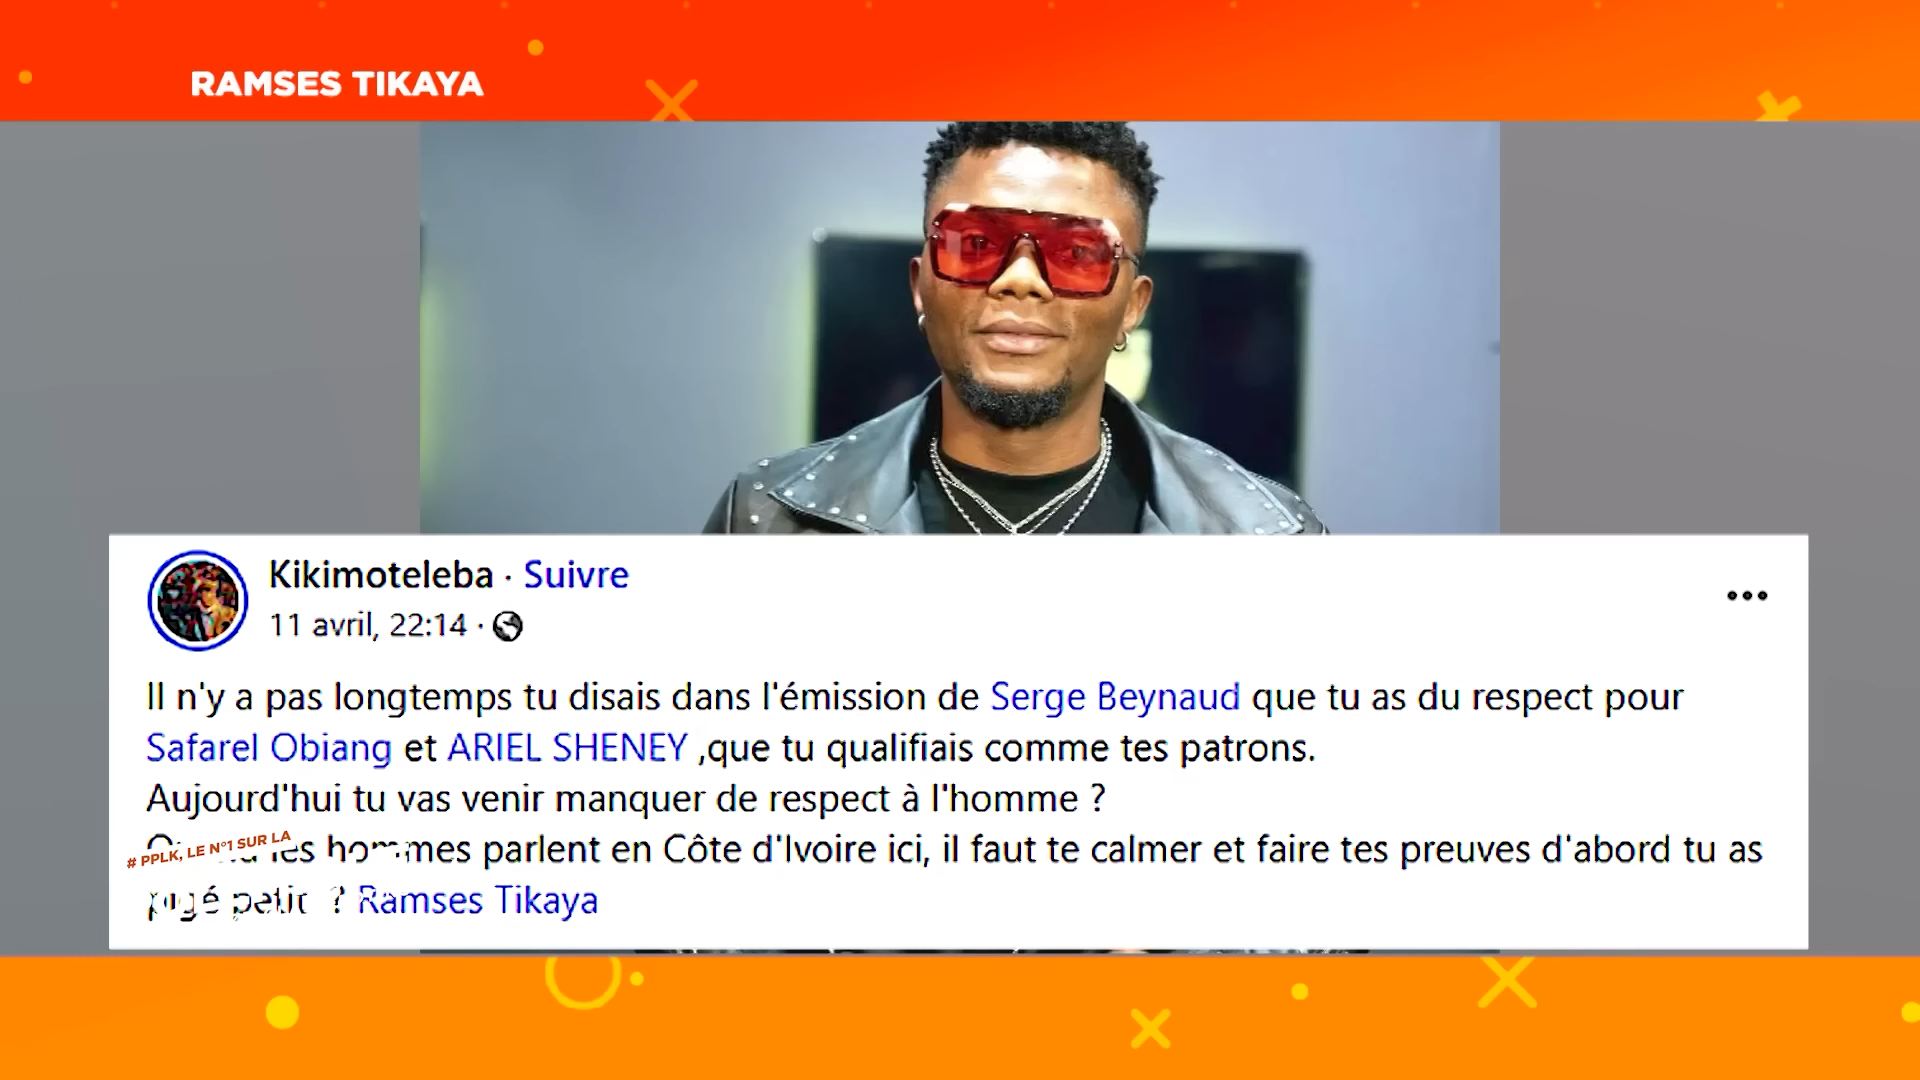 RAMSES TIKAYA
Kikimoteleba · Suivre
11 avril, 22:14 ·
Il n'y a pas longtemps tu disais dans l'émission de Serge Beynaud que tu as du respect pour
Safarel Obiang et ARIEL SHENEY ,que tu qualifiais comme tes patrons.
Aujourd'hui tu vas venir manquer de respect à l'homme ?
# PPLK, LE N°1 SUR LA
les hommes parlent en Côte d'Ivoire ici, il faut te calmer et faire tes preuves d'abord tu as
pigé petit ? Ramses Tikaya